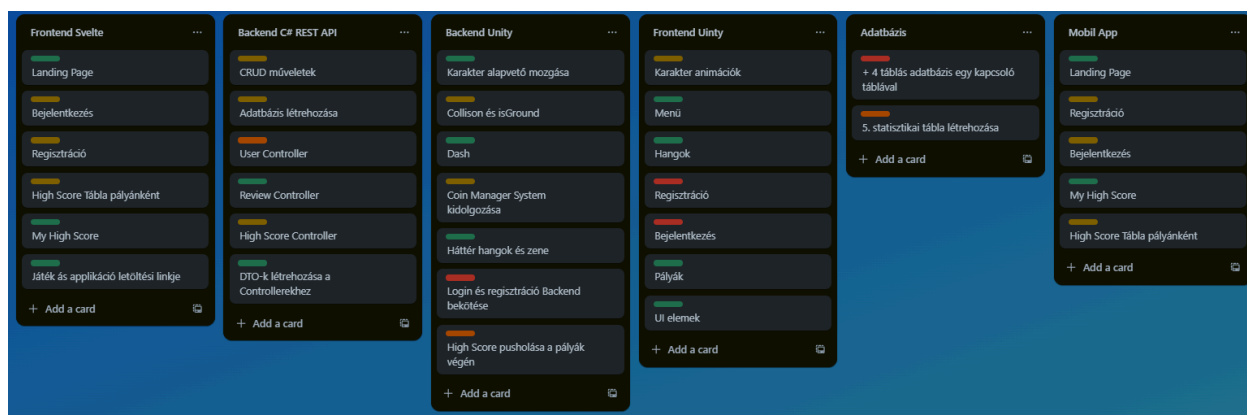 Frontend Svelte
Landing Page
Bejelentkezés
Regisztráció
High Score Tábla pályánként
My High Score
Játék ás applikáció letöltési linkje
+ Add a card
Backend C# REST API
CRUD műveletek
Adatbázis létrehozása
User Controller
Review Controller
High Score Controller
DTO-k létrehozása a
Controllerekhez
+ Add a card
Backend Unity
Karakter alapvető mozgása
Collison és isGround
Dash
Coin Manager System
kidolgozása
Háttér hangok és zene
Login és regisztráció Backend
bekötése
High Score pusholása a pályák
végén
+ Add a card
Frontend Uinty
Karakter animációk
Menü
Hangok
Regisztráció
Bejelentkezés
Pályák
UI elemek
+ Add a card
Adatbázis
+ 4 táblás adatbázis egy kapcsoló
táblával
5. statisztikai tábla létrehozása
+ Add a card
Mobil App
Landing Page
Regisztráció
Bejelentkezés
My High Score
High Score Tábla pályánként
+ Add a card